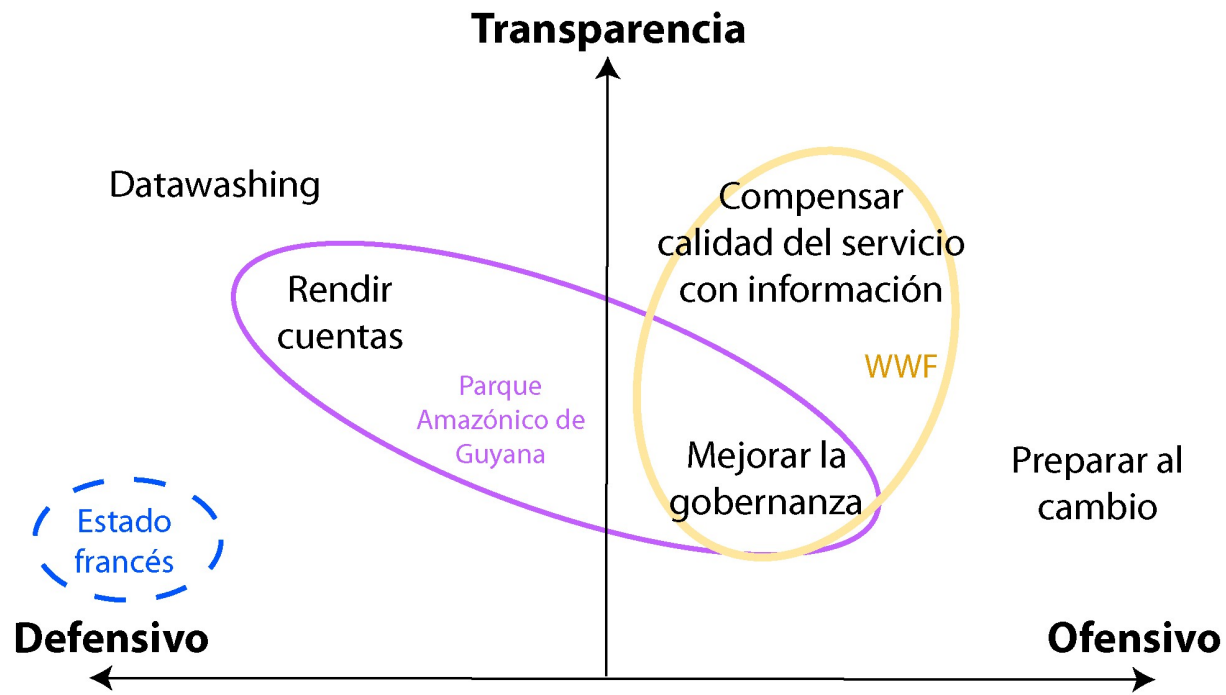 Transparencia
Datawashing
Compensar
calidad del servicio
con información
Rendir
cuentas
WWF
Parque
Amazónico de
Guyana
Mejorar la
gobernanza
Preparar al
cambio
Estado
francés
Defensivo
Ofensivo